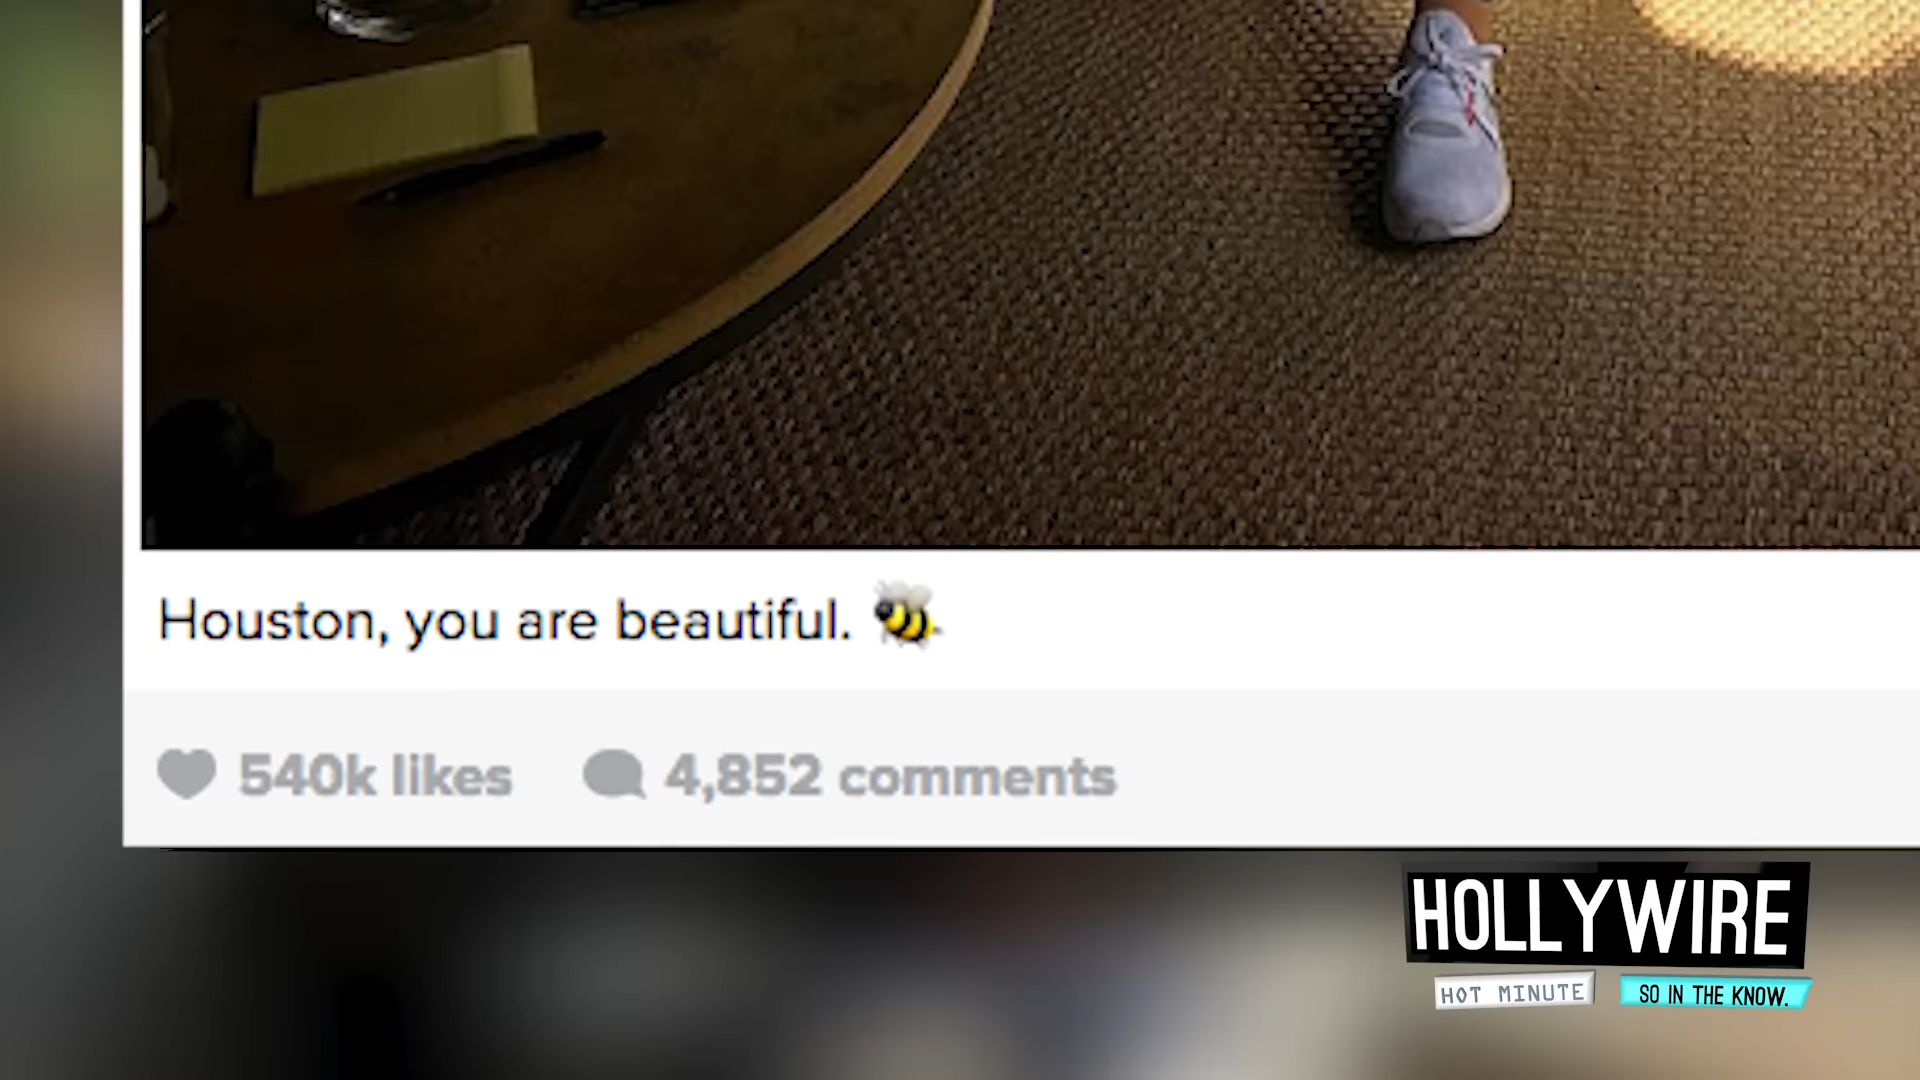 Houston, you are beautiful. 🐝
540k likes 4,852 comments
HOLLYWIRE
HOT MINUTE SO IN THE KNOW.